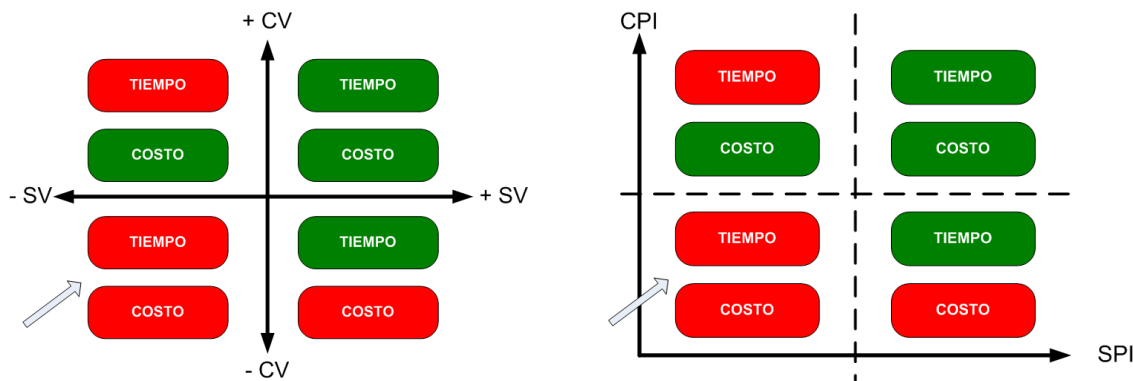 + CV
TIEMPO
TIEMPO
COSTO
COSTO
- SV
+ SV
TIEMPO
TIEMPO
COSTO
COSTO
- CV
CPI
TIEMPO
TIEMPO
COSTO
COSTO
TIEMPO
TIEMPO
COSTO
COSTO
SPI